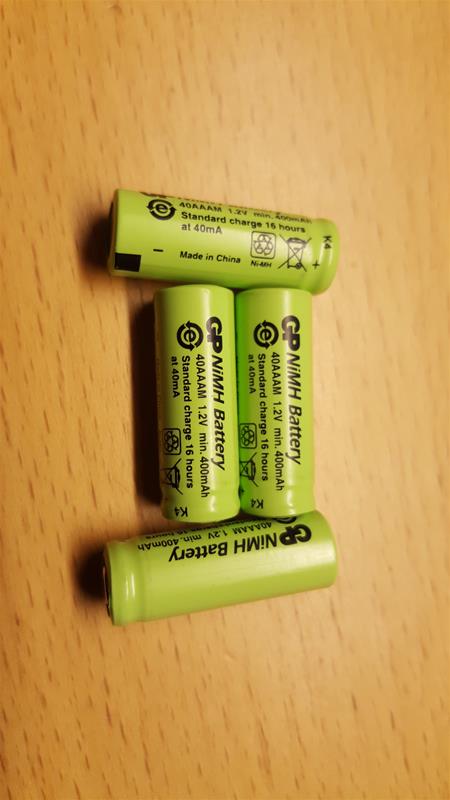 40AAAM 1.2V min.400mAh
Standard charge 16 hours
at 40mA
K4
- Made in China Ni-MH +
GP NiMH Battery
40AAAM 1.2V min.400mAh
Standard charge 16 hours
at 40mA
K4
GP NiMH Battery
40AAAM 1.2V min.400mAh
Standard charge 16 hours
at 40mA
K4
GP NiMH Battery
40AAAM 1.2V min.400mAh